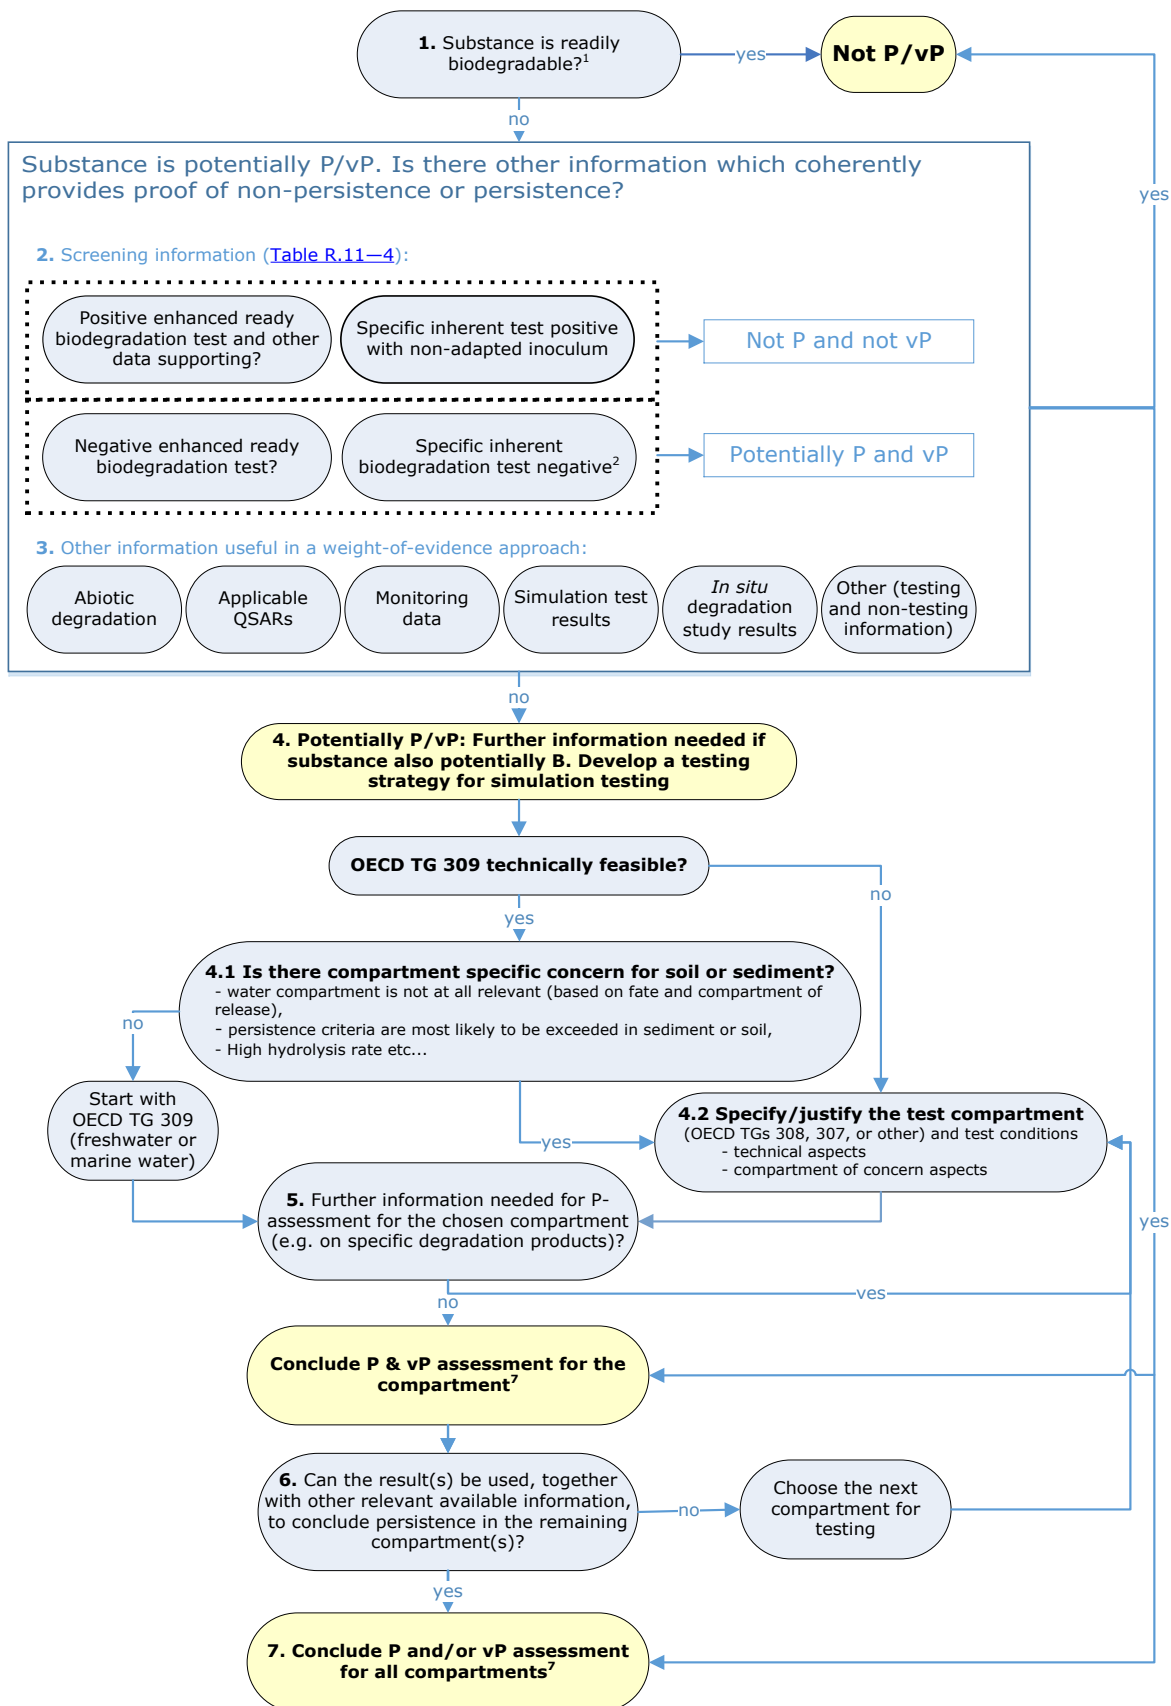 1. Substance is readily
biodegradable?1
yes
Not P/vP
no
Substance is potentially P/vP. Is there other information which coherently
provides proof of non-persistence or persistence?
yes
2. Screening information (Table R.11—4):
Positive enhanced ready
biodegradation test and other
data supporting?
Specific inherent test positive
with non-adapted inoculum
Not P and not vP
Negative enhanced ready
biodegradation test?
Specific inherent
biodegradation test negative2
Potentially P and vP
3. Other information useful in a weight-of-evidence approach:
Abiotic
degradation
Applicable
QSARs
Monitoring
data
Simulation test
results
In situ
degradation
study results
Other (testing
and non-testing
information)
no
4. Potentially P/vP: Further information needed if
substance also potentially B. Develop a testing
strategy for simulation testing
OECD TG 309 technically feasible?
no
yes
4.1 Is there compartment specific concern for soil or sediment?
- water compartment is not at all relevant (based on fate and compartment of
release),
- persistence criteria are most likely to be exceeded in sediment or soil,
- High hydrolysis rate etc...
no
Start with
OECD TG 309
(freshwater or
marine water)
yes
4.2 Specify/justify the test compartment
(OECD TGs 308, 307, or other) and test conditions
- technical aspects
- compartment of concern aspects
5. Further information needed for P-
assessment for the chosen compartment
(e.g. on specific degradation products)?
yes
yes
no
Conclude P & vP assessment for the
compartment7
6. Can the result(s) be used, together
with other relevant available information,
to conclude persistence in the remaining
compartment(s)?
no
Choose the next
compartment for
testing
yes
7. Conclude P and/or vP assessment
for all compartments7